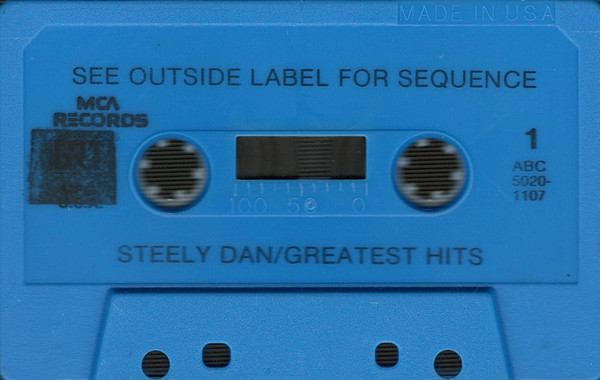 MADE IN USA
SEE OUTSIDE LABEL FOR SEQUENCE
MCA
RECORDS
1
ABC
5020-
1107
100 50 0
STEELY DAN/GREATEST HITS